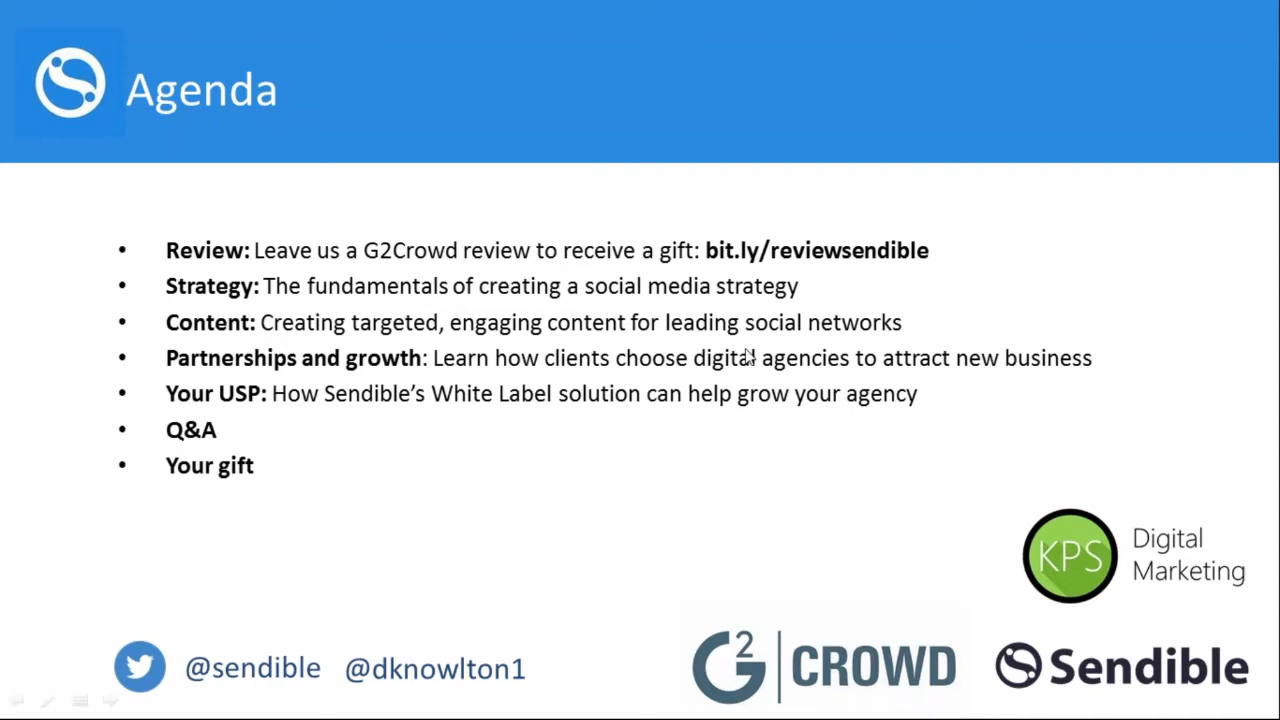 Agenda
• Review: Leave us a G2Crowd review to receive a gift: bit.ly/reviewsendible
• Strategy: The fundamentals of creating a social media strategy
• Content: Creating targeted, engaging content for leading social networks
• Partnerships and growth: Learn how clients choose digital agencies to attract new business
• Your USP: How Sendible’s White Label solution can help grow your agency
• Q&A
• Your gift
KPS Digital
Marketing
@sendible @dknowlton1
G2 CROWD
Sendible